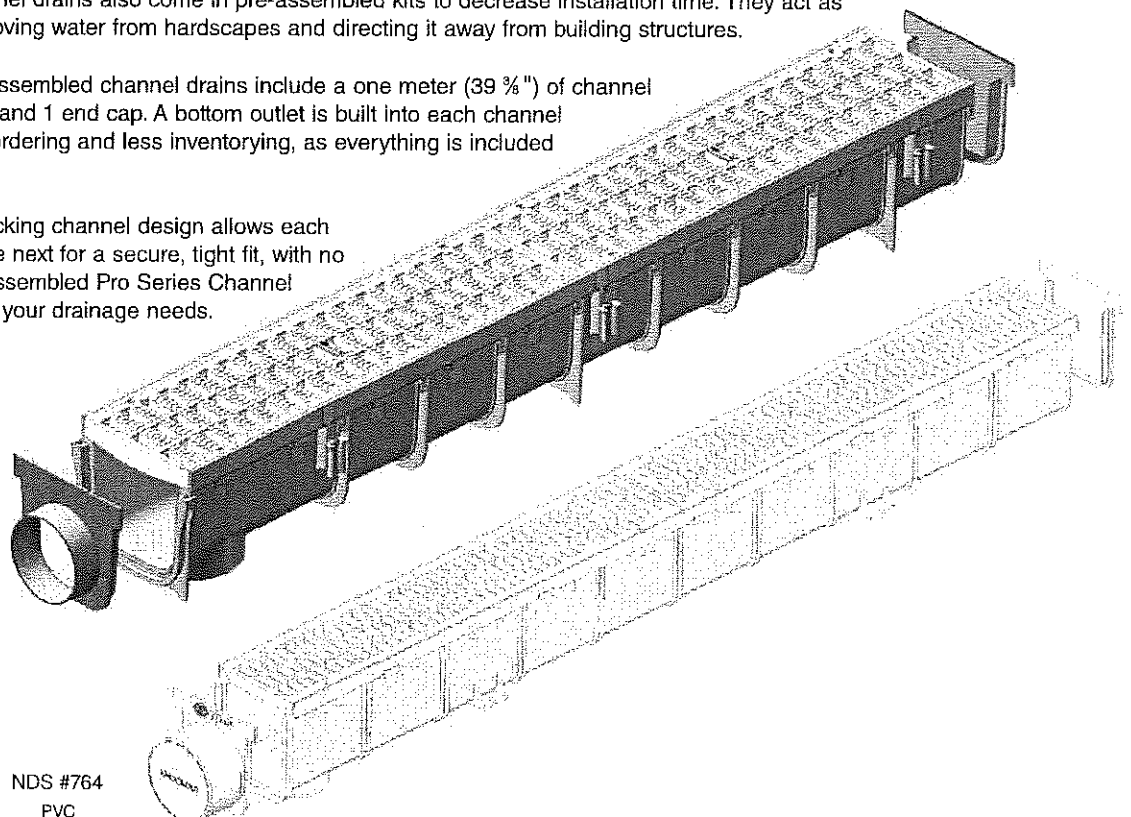 nel drains also come in pre-assembled kits to decrease installation time. They act as
oving water from hardscapes and directing it away from building structures.
ssembled channel drains include a one meter (39 ⅜") of channel
and 1 end cap. A bottom outlet is built into each channel
rdering and less inventorying, as everything is included
cking channel design allows each
e next for a secure, tight fit, with no
ssembled Pro Series Channel
your drainage needs.
NDS #764
PVC